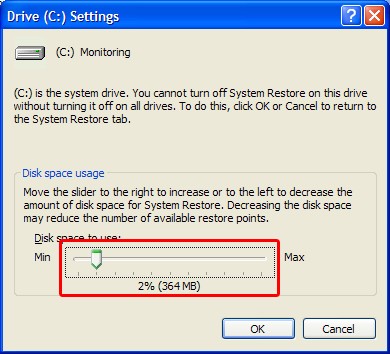 Drive (C:) Settings
(C:) Monitoring
(C:) is the system drive. You cannot turn off System Restore on this drive
without turning it off on all drives. To do this, click OK or Cancel to return
to the System Restore tab.
Disk space usage
Move the slider to the right to increase or to the left to decrease the
amount of disk space for System Restore. Decreasing the disk space
may reduce the number of available restore points.
Disk space to use:
Min
Max
2% (364 MB)
OK
Cancel